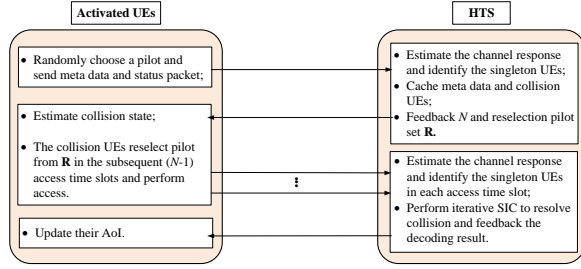 Activated UEs
• Randomly choose a pilot and
send meta data and status packet;
• Estimate collision state;
• The collision UEs reselect pilot
from R in the subsequent (N-1)
access time slots and perform
access.
• Update their AoI.
HTS
• Estimate the channel response
and identify the singleton UEs;
• Cache meta data and collision
UEs;
• Feedback N and reselection pilot
set R.
• Estimate the channel response
and identify the singleton UEs
in each access time slot;
• Perform iterative SIC to resolve
collision and feedback the
decoding result.